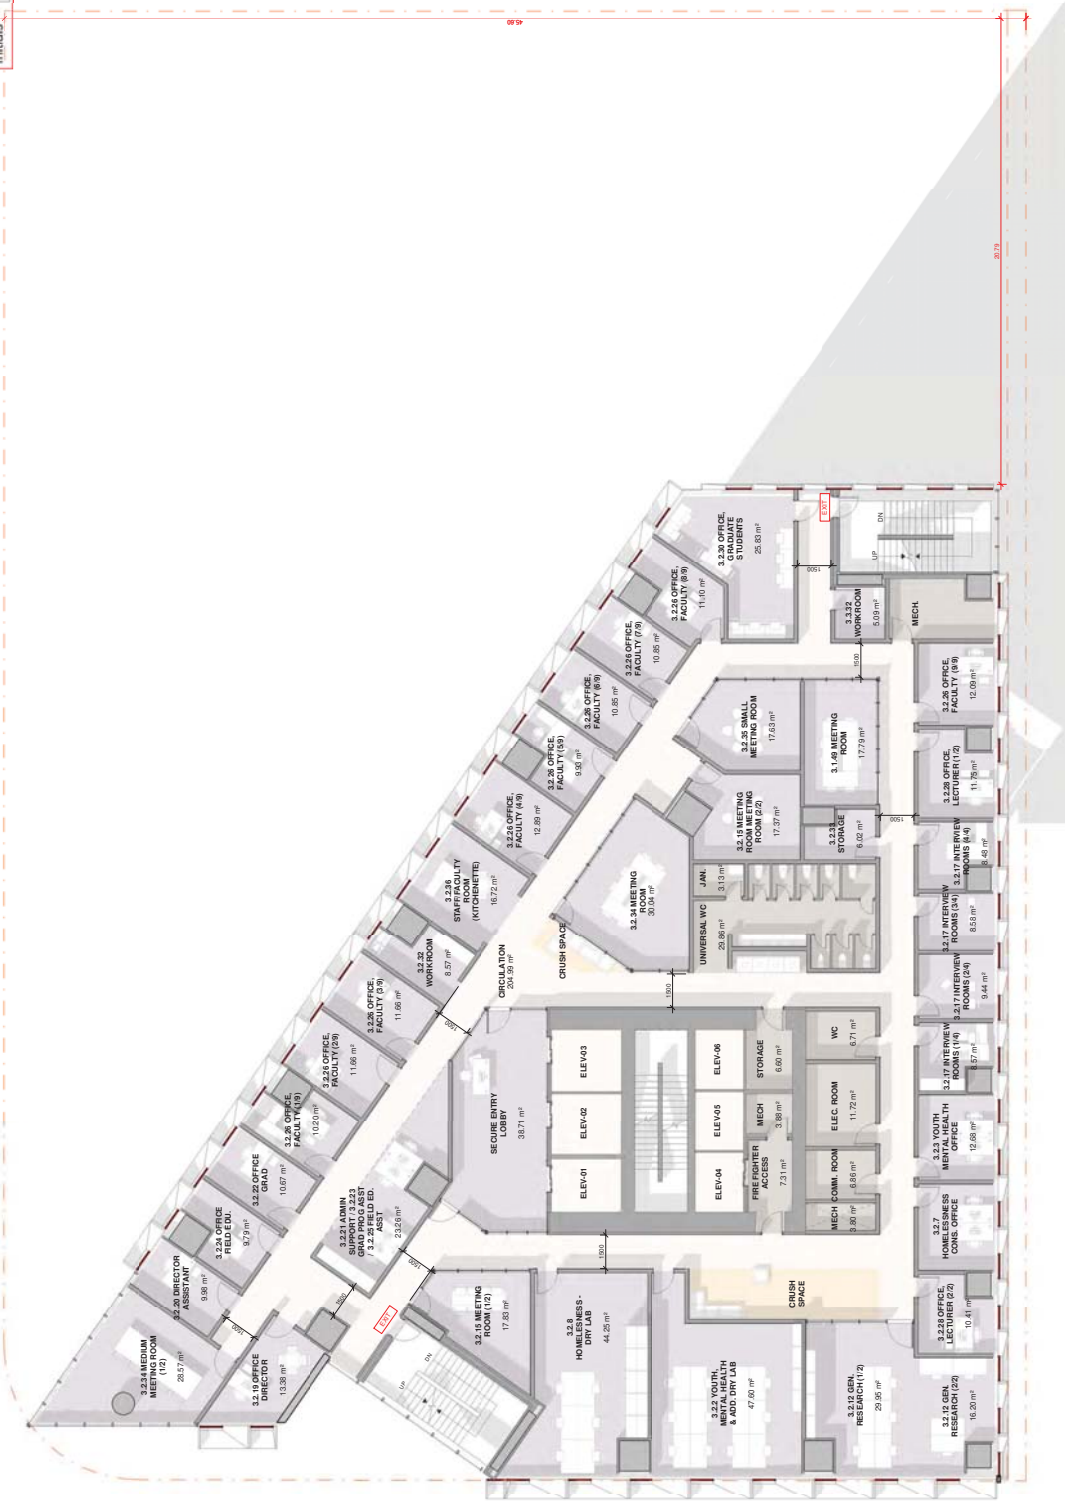 45.80
20.79
3.2.34 MEDIUM
MEETING ROOM
(1/2)
28.57 m²
3.2.20 DIRECTOR
ASSISTANT
9.98 m²
3.2.24 OFFICE
FIELD EDU.
9.79 m²
3.2.22 OFFICE
GRAD
10.67 m²
3.2.26 OFFICE,
FACULTY (1/9)
10.20 m²
3.2.26 OFFICE,
FACULTY (2/9)
11.66 m²
3.2.26 OFFICE,
FACULTY (3/9)
11.66 m²
3.2.32
WORKROOM
8.57 m²
3.2.36
STAFF/FACULTY
ROOM
(KITCHENETTE)
16.72 m²
3.2.26 OFFICE,
FACULTY (4/9)
12.89 m²
3.2.26 OFFICE,
FACULTY (5/9)
9.93 m²
3.2.26 OFFICE,
FACULTY (6/9)
10.85 m²
3.2.26 OFFICE,
FACULTY (7/9)
10.85 m²
3.2.26 OFFICE,
FACULTY (8/9)
11.10 m²
3.2.30 OFFICE,
GRADUATE
STUDENTS
25.83 m²
EXIT
DN
UP
1500
3.3.32
WORKROOM
5.09 m²
MECH.
1500
3.2.19 OFFICE
DIRECTOR
13.38 m²
1500
1500
EXIT
UP
DN
3.2.21 ADMIN
SUPPORT / 3.2.23
GRAD PROG ASST
/ 3.2.25 FIELD ED.
ASST
23.26 m²
1500
1500
SECURE ENTRY
LOBBY
38.71 m²
CIRCULATION
204.99 m²
CRUSH SPACE
3.2.34 MEETING
ROOM
30.04 m²
3.2.35 SMALL
MEETING ROOM
17.63 m²
3.2.15 MEETING
ROOM MEETING
ROOM (2/2)
17.37 m²
3.1.49 MEETING
ROOM
17.79 m²
3.2.33
STORAGE
6.02 m²
1500
JAN.
3.13 m²
UNIVERSAL WC
29.86 m²
1500
ELEV-01
ELEV-02
ELEV-03
ELEV-04
ELEV-05
ELEV-06
FIRE FIGHTER
ACCESS
7.31 m²
MECH
3.88 m²
STORAGE
6.60 m²
MECH
3.80 m²
COMM. ROOM
6.86 m²
ELEC. ROOM
11.72 m²
WC
6.71 m²
1500
3.2.15 MEETING
ROOM (1/2)
17.83 m²
3.2.8
HOMELESNESS -
DRY LAB
44.25 m²
3.2.2 YOUTH,
MENTAL HEALTH
& ADD. DRY LAB
47.60 m²
CRUSH
SPACE
3.2.12 GEN.
RESEARCH (1/2)
29.95 m²
3.2.12 GEN.
RESEARCH (2/2)
16.20 m²
3.2.28 OFFICE,
LECTURER (2/2)
10.41 m²
3.2.7
HOMELESSNESS
CONS. OFFICE
3.2.3 YOUTH
MENTAL HEALTH
OFFICE
12.68 m²
3.2.17 INTERVIEW
ROOMS (1/4)
8.57 m²
3.2.17 INTERVIEW
ROOMS (2/4)
9.44 m²
3.2.17 INTERVIEW
ROOMS (3/4)
8.58 m²
3.2.17 INTERVIEW
ROOMS (4/4)
8.48 m²
3.2.28 OFFICE,
LECTURER (1/2)
11.75 m²
3.2.26 OFFICE,
FACULTY (9/9)
12.09 m²